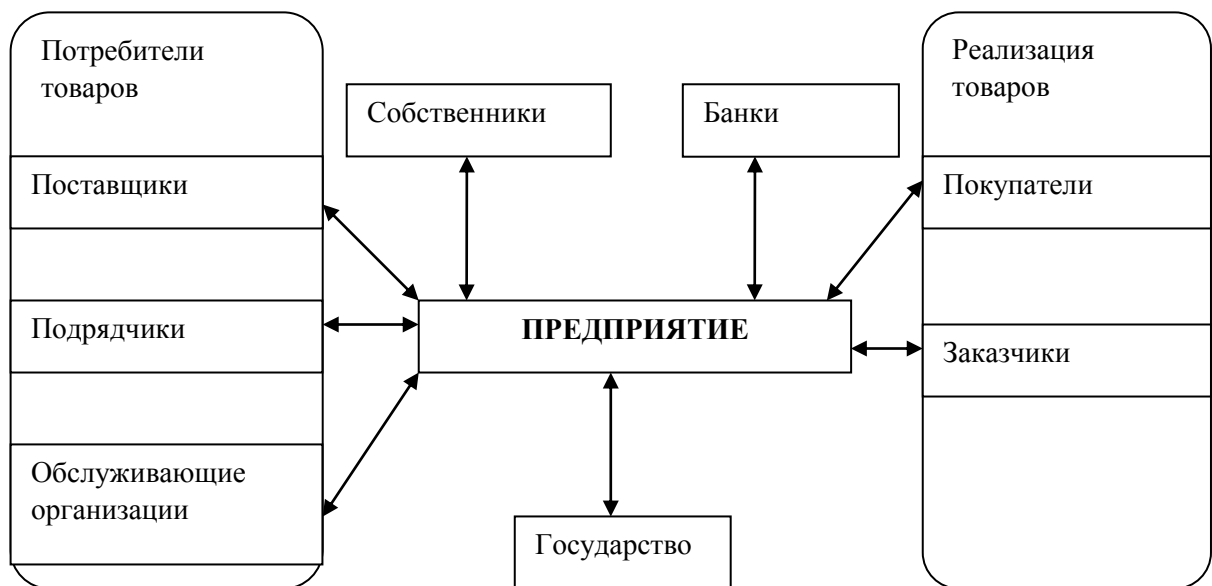 Потребители
товаров
Поставщики
Подрядчики
Обслуживающие
организации
Собственники
Банки
ПРЕДПРИЯТИЕ
Государство
Реализация
товаров
Покупатели
Заказчики